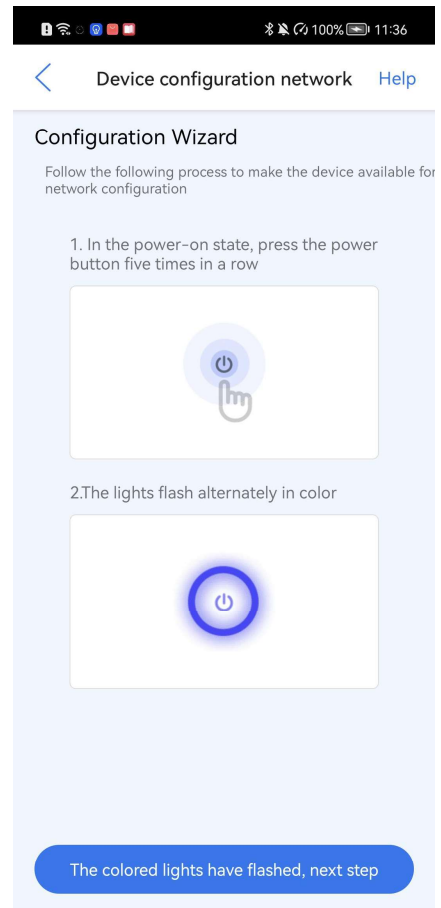 100% 11:36
Device configuration network Help
Configuration Wizard
Follow the following process to make the device available for
network configuration
1. In the power-on state, press the power
button five times in a row
2.The lights flash alternately in color
The colored lights have flashed, next step